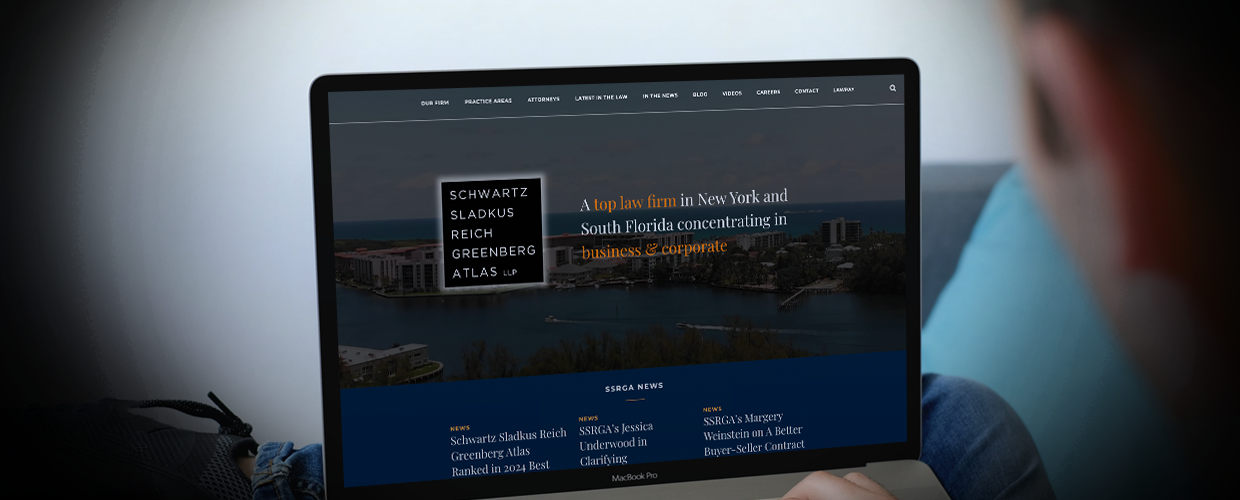 OUR FIRM PRACTICE AREAS ATTORNEYS LATEST IN THE LAW IN THE NEWS BLOG VIDEOS CAREERS CONTACT LAWPAY
SCHWARTZ
SLADKUS
REICH
GREENBERG
ATLAS LLP
A top law firm in New York and
South Florida concentrating in
business & corporate
SSRGA NEWS
NEWS
Schwartz Sladkus Reich
Greenberg Atlas
Ranked in 2024 Best
NEWS
SSRGA's Jessica
Underwood in
Clarifying
NEWS
SSRGA's Margery
Weinstein on A Better
Buyer-Seller Contract
MacBook Pro